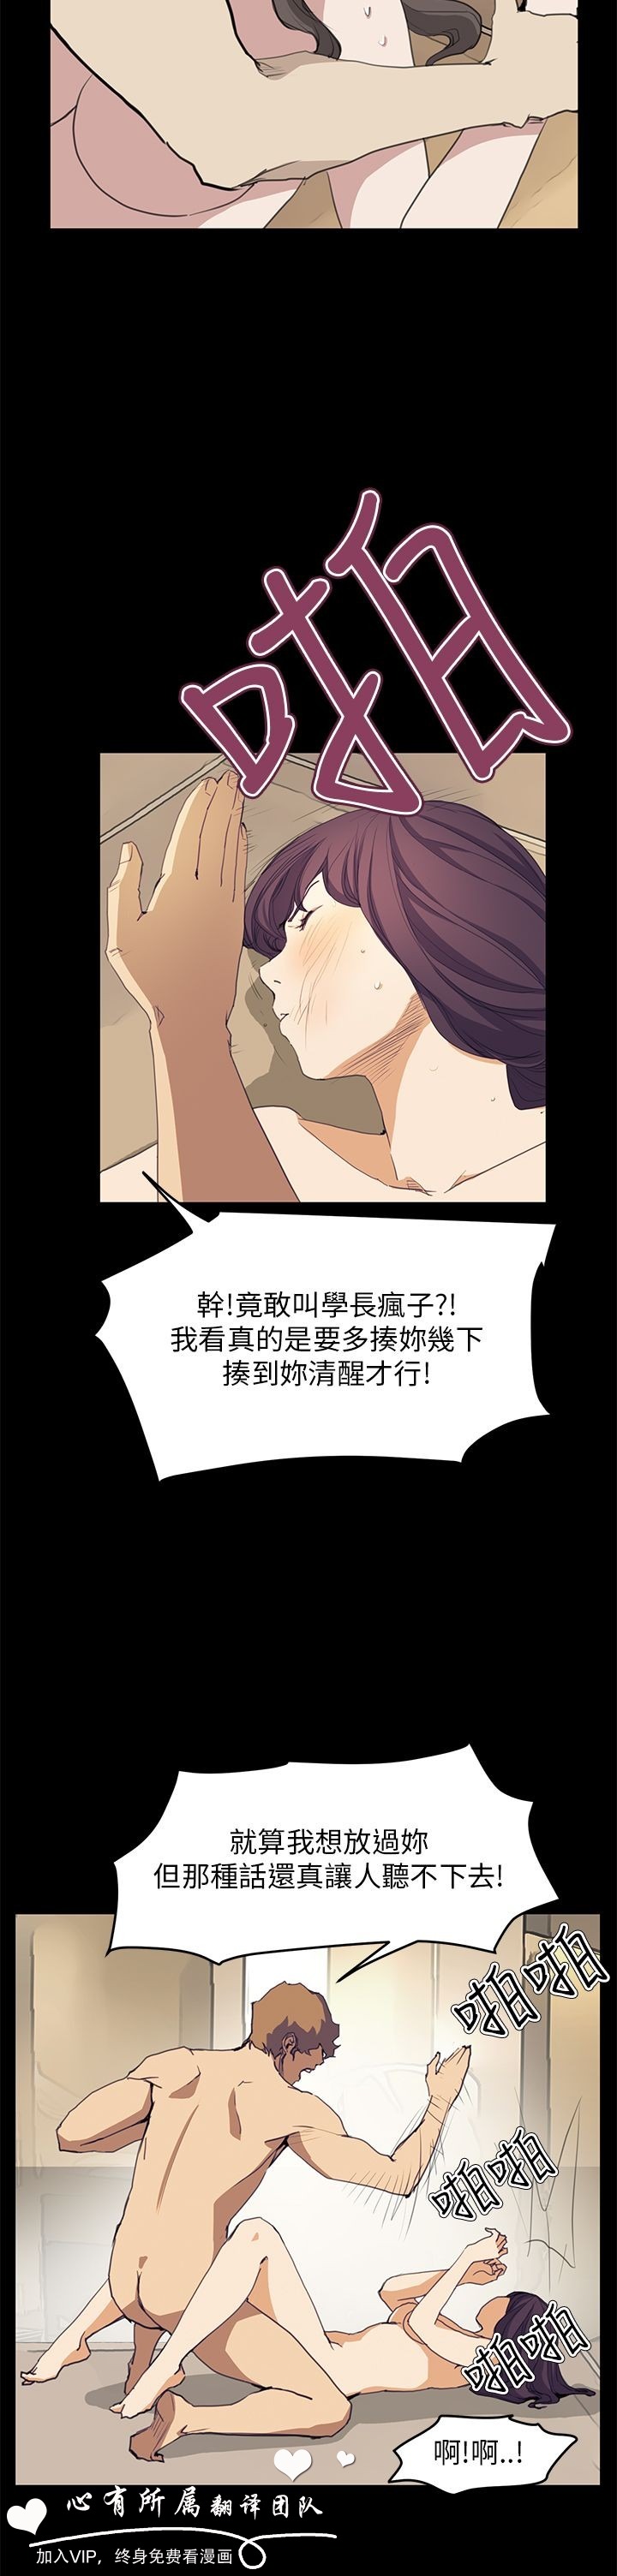 啪
幹!竟敢叫學長瘋子?!
我看真的是要多揍妳幾下
揍到妳清醒才行!
就算我想放過妳
但那種話還真讓人聽不下去!
啪啪
啪啪
啪啪
啊!啊..!
心有所属翻译团队
加入VIP，终身免费看漫画